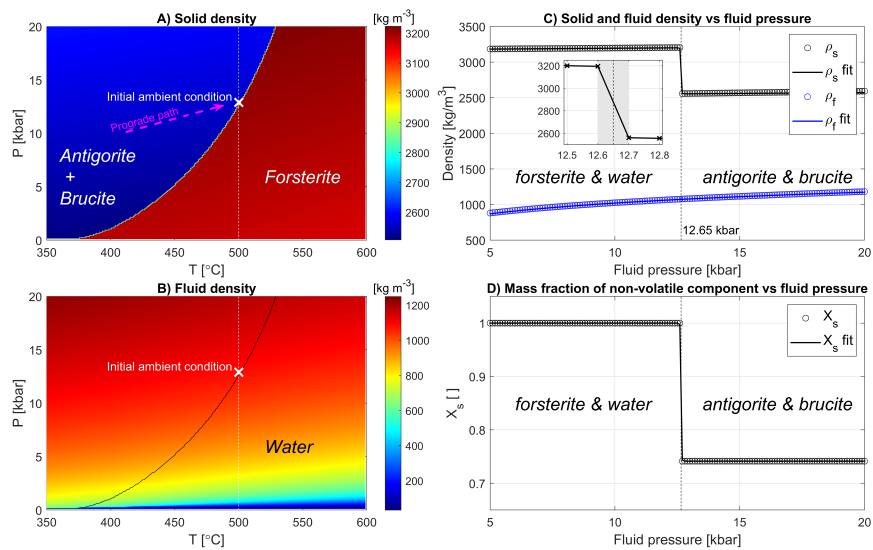 A) Solid density
[kg m-3]
20
15
10
5
0
P [kbar]
Initial ambient condition
Prograde path
Antigorite
+
Brucite
Forsterite
350
400
450
500
550
600
T [°C]
3200
3100
3000
2900
2800
2700
2600
C) Solid and fluid density vs fluid pressure
4000
3500
3000
2500
2000
1500
1000
500
Density [kg/m3]
ρs
ρs fit
ρf
ρf fit
3200
3000
2800
2600
12.5
12.6
12.7
12.8
forsterite & water
antigorite & brucite
12.65 kbar
5
10
15
20
Fluid pressure [kbar]
B) Fluid density
[kg m-3]
20
15
10
5
0
P [kbar]
Initial ambient condition
Water
350
400
450
500
550
600
T [°C]
1200
1000
800
600
400
200
D) Mass fraction of non-volatile component vs fluid pressure
1
0.9
0.8
0.7
Xs [ ]
Xs
Xs fit
forsterite & water
antigorite & brucite
5
10
15
20
Fluid pressure [kbar]